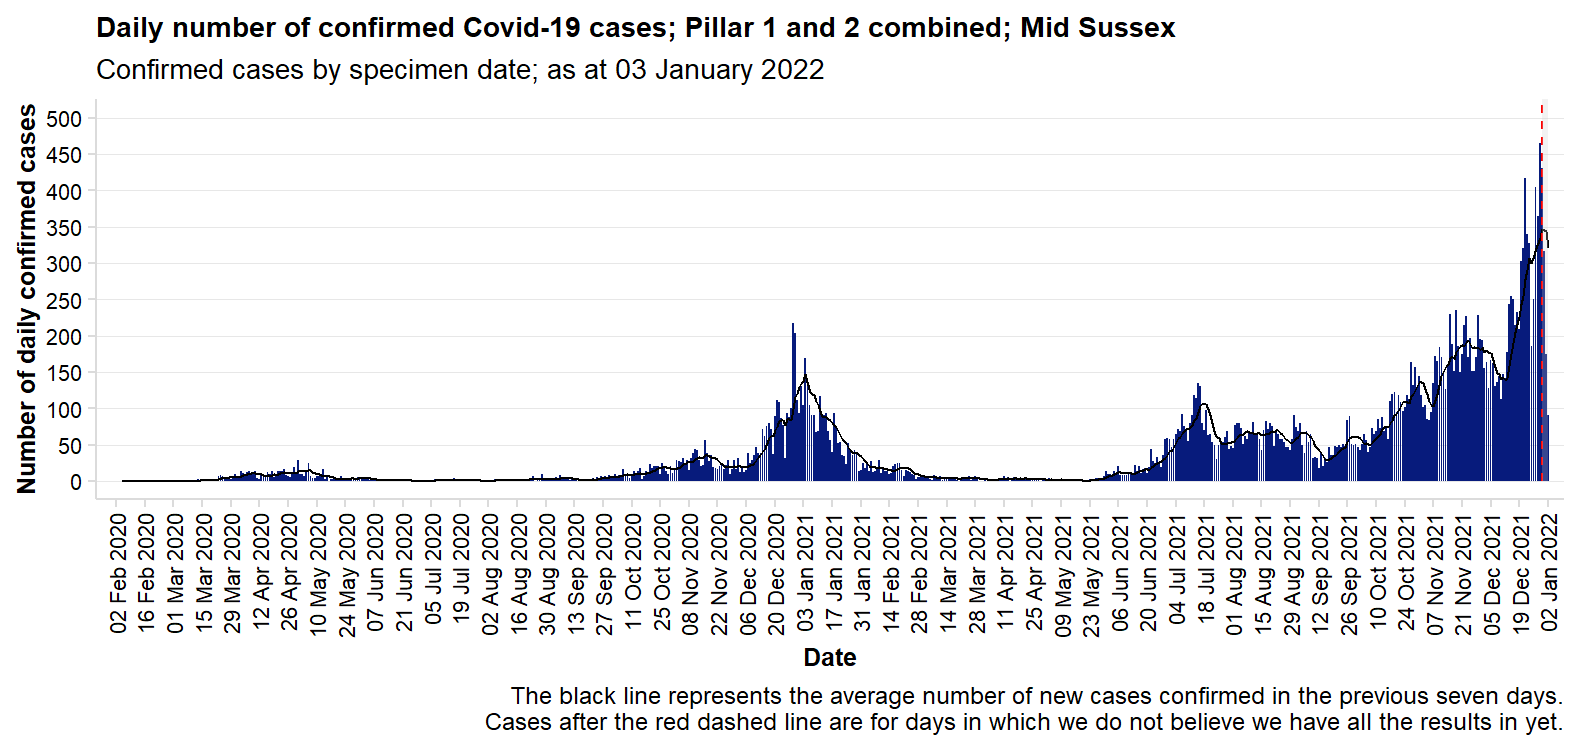 Daily number of confirmed Covid-19 cases; Pillar 1 and 2 combined; Mid Sussex
Confirmed cases by specimen date; as at 03 January 2022
Number of daily confirmed cases
500
450
400
350
300
250
200
150
100
50
0
02 Feb 2020
16 Feb 2020
01 Mar 2020
15 Mar 2020
29 Mar 2020
12 Apr 2020
26 Apr 2020
10 May 2020
24 May 2020
07 Jun 2020
21 Jun 2020
05 Jul 2020
19 Jul 2020
02 Aug 2020
16 Aug 2020
30 Aug 2020
13 Sep 2020
27 Sep 2020
11 Oct 2020
25 Oct 2020
08 Nov 2020
22 Nov 2020
06 Dec 2020
20 Dec 2020
03 Jan 2021
17 Jan 2021
31 Jan 2021
14 Feb 2021
28 Feb 2021
14 Mar 2021
28 Mar 2021
11 Apr 2021
25 Apr 2021
09 May 2021
23 May 2021
06 Jun 2021
20 Jun 2021
04 Jul 2021
18 Jul 2021
01 Aug 2021
15 Aug 2021
29 Aug 2021
12 Sep 2021
26 Sep 2021
10 Oct 2021
24 Oct 2021
07 Nov 2021
21 Nov 2021
05 Dec 2021
19 Dec 2021
02 Jan 2022
Date
The black line represents the average number of new cases confirmed in the previous seven days.
Cases after the red dashed line are for days in which we do not believe we have all the results in yet.